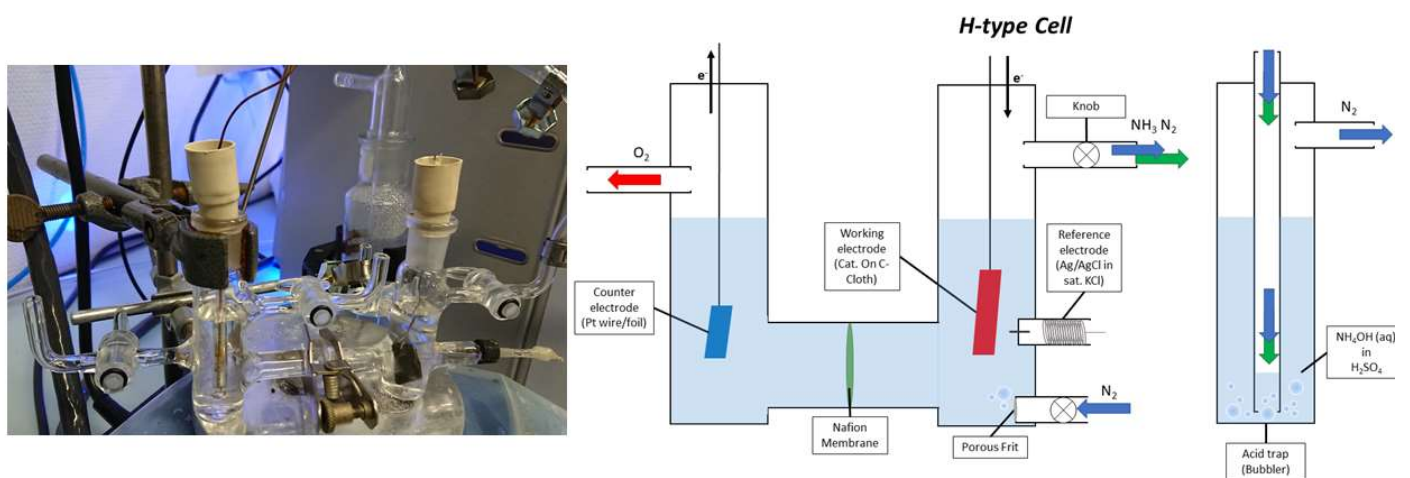 H-type Cell
e-
e-
Knob
NH₃ N₂
N₂
O₂
Working
electrode
(Cat. On C-
Cloth)
Reference
electrode
(Ag/AgCl in
sat. KCl)
Counter
electrode
(Pt wire/foil)
NH₄OH (aq)
in
H₂SO₄
N₂
Nafion
Membrane
Porous Frit
Acid trap
(Bubbler)